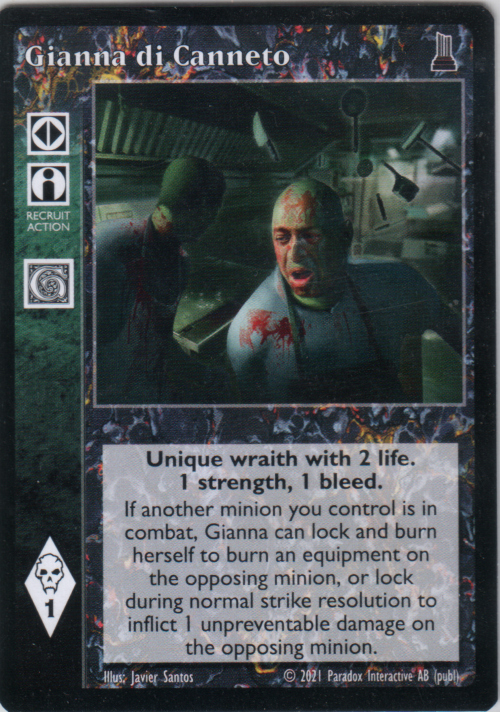 Gianna di Canneto
RECRUIT
ACTION
Unique wraith with 2 life.
1 strength, 1 bleed.
If another minion you control is in
combat, Gianna can lock and burn
herself to burn an equipment on
the opposing minion, or lock
during normal strike resolution to
inflict 1 unpreventable damage on
the opposing minion.
1
Illus: Javier Santos © 2021 Paradox Interactive AB (publ)